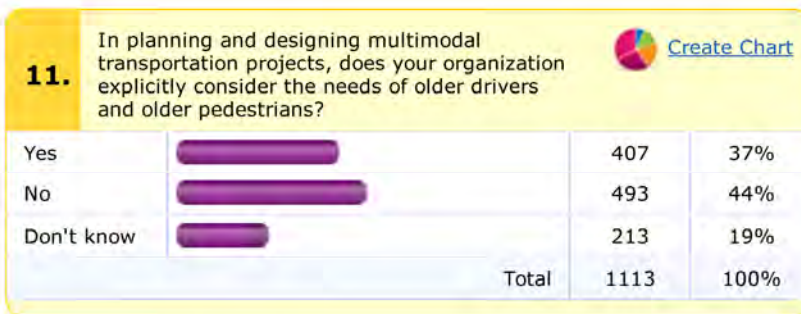 11.
In planning and designing multimodal
transportation projects, does your organization
explicitly consider the needs of older drivers
and older pedestrians?
Create Chart
Yes 407 37%
No 493 44%
Don't know 213 19%
Total 1113 100%